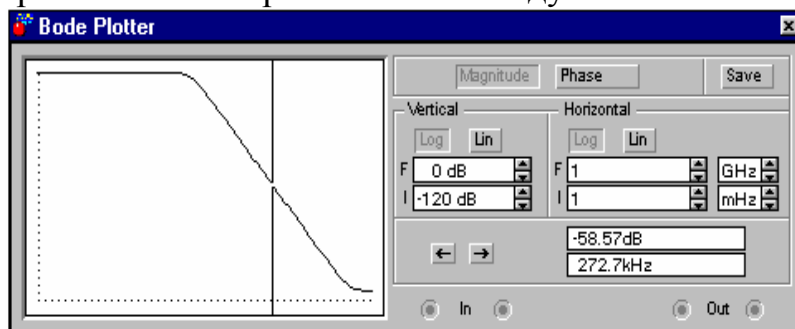 Bode Plotter
Magnitude Phase Save
Vertical Horizontal
Log Lin Log Lin
F 0 dB F 1 GHz
I -120 dB I 1 mHz
← →
-58.57dB
272.7kHz
In Out